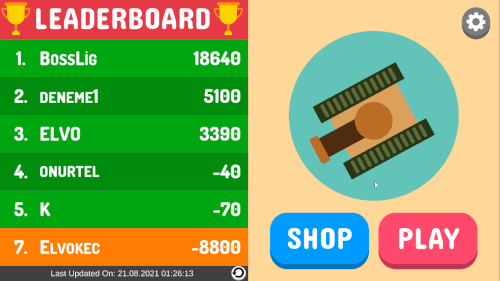 LEADERBOARD
1. BossLig 18640
2. DENEME1 5100
3. ELVO 3390
4. ONURTEL -40
5. K -70
7. Elvokec -8800
Last Updated On: 21.08.2021 01:26:13
SHOP
PLAY